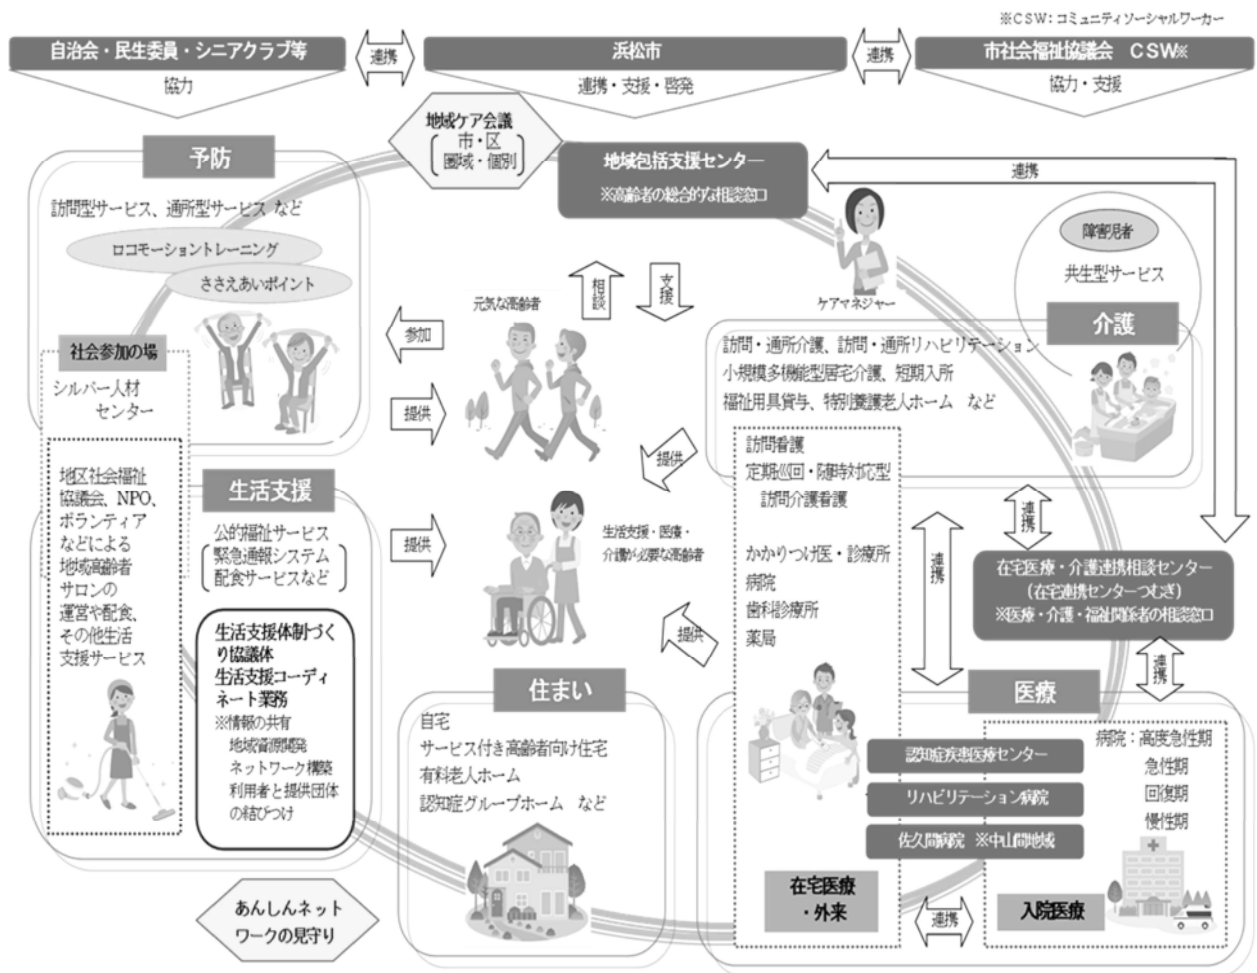 ※CSW：コミュニティソーシャルワーカー
自治会・民生委員・シニアクラブ等
連携
浜松市
連携
市社会福祉協議会　CSW※
協力
連携・支援・啓発
協力・支援
地域ケア会議
市・区
圏域・個別
予防
訪問型サービス、通所型サービス など
ロコモーショントレーニング
ささえあいポイント
地域包括支援センター
※高齢者の総合的な相談窓口
連携
障害児者
共生型サービス
ケアマネジャー
相談
支援
元気な高齢者
参加
提供
社会参加の場
シルバー人材
センター
介護
訪問・通所介護、訪問・通所リハビリテーション
小規模多機能型居宅介護、短期入所
福祉用具貸与、特別養護老人ホーム　など
提供
訪問看護
定期巡回・随時対応型
訪問介護看護
かかりつけ医・診療所
病院
歯科診療所
薬局
地区社会福祉
協議会、NPO、
ボランティア
などによる
地域高齢者
サロンの
運営や配食、
その他生活
支援サービス
生活支援
公的福祉サービス
緊急通報システム
配食サービスなど
提供
生活支援・医療・
介護が必要な高齢者
提供
連携
連携
在宅医療・介護連携相談センター
(在宅連携センターつむぎ)
※医療・介護・福祉関係者の相談窓口
連携
生活支援体制づく
り協議体
生活支援コーディ
ネート業務
※情報の共有
地域資源開発
ネットワーク構築
利用者と提供団体
の結びつけ
住まい
自宅
サービス付き高齢者向け住宅
有料老人ホーム
認知症グループホーム　など
医療
認知症疾患医療センター
リハビリテーション病院
佐久間病院　※中山間地域
病院：高度急性期
急性期
回復期
慢性期
在宅医療
・外来
連携
入院医療
あんしんネット
ワークの見守り